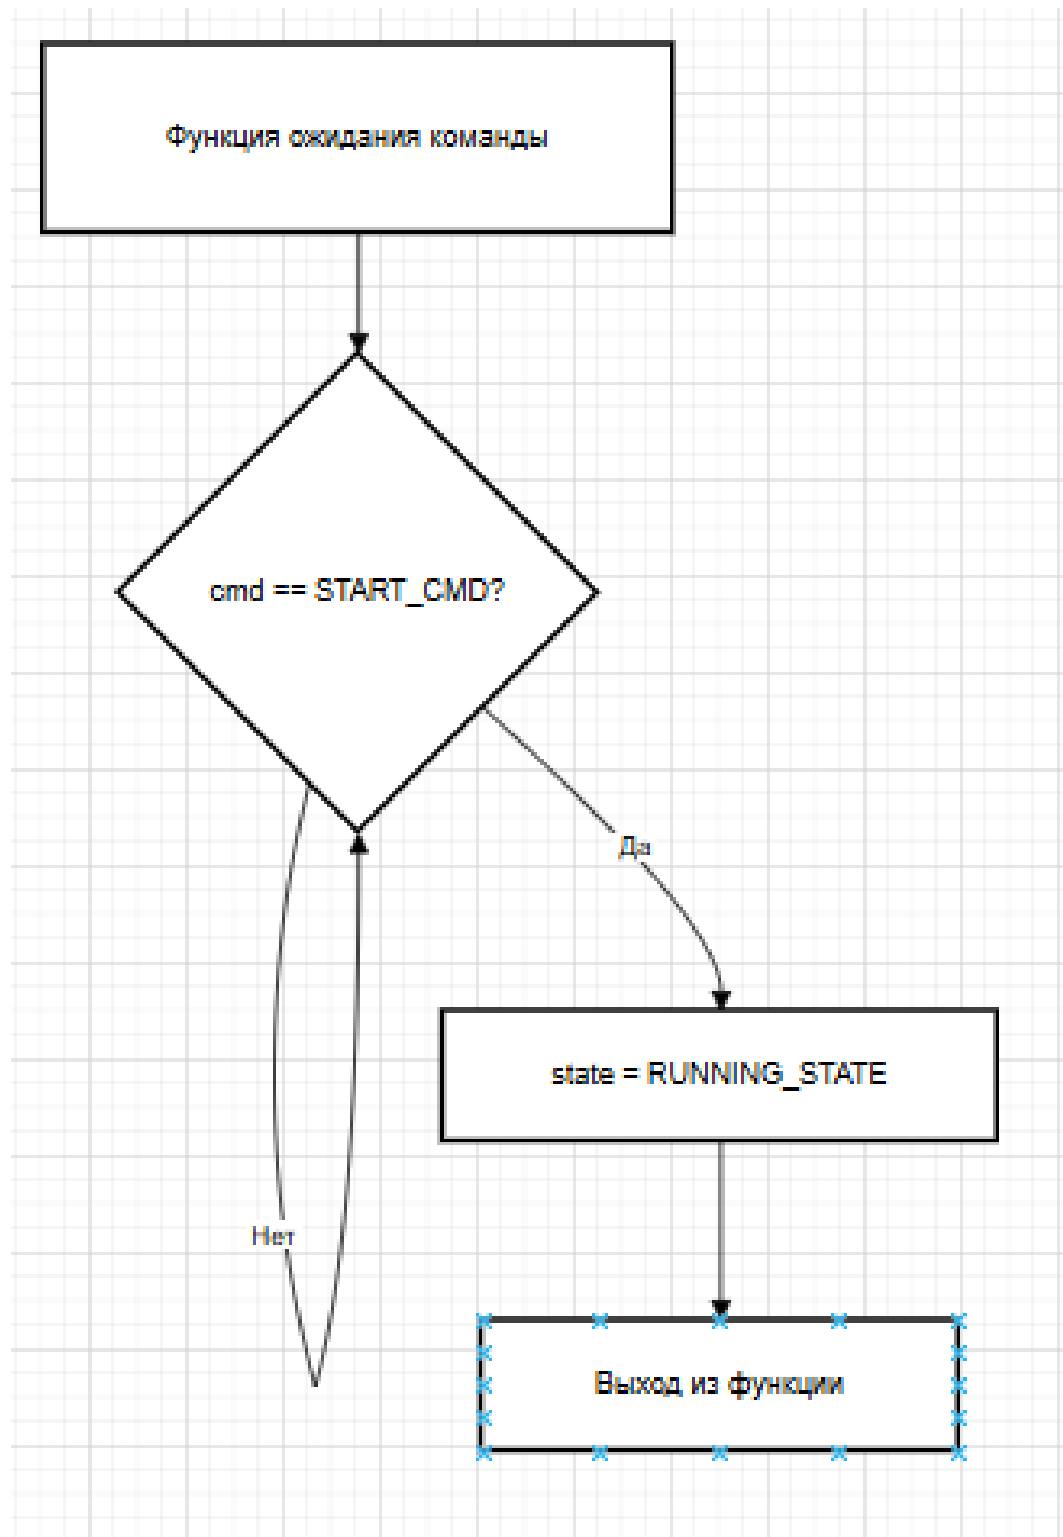 Функция ожидания команды
cmd == START_CMD?
Да
state = RUNNING_STATE
Нет
Выход из функции